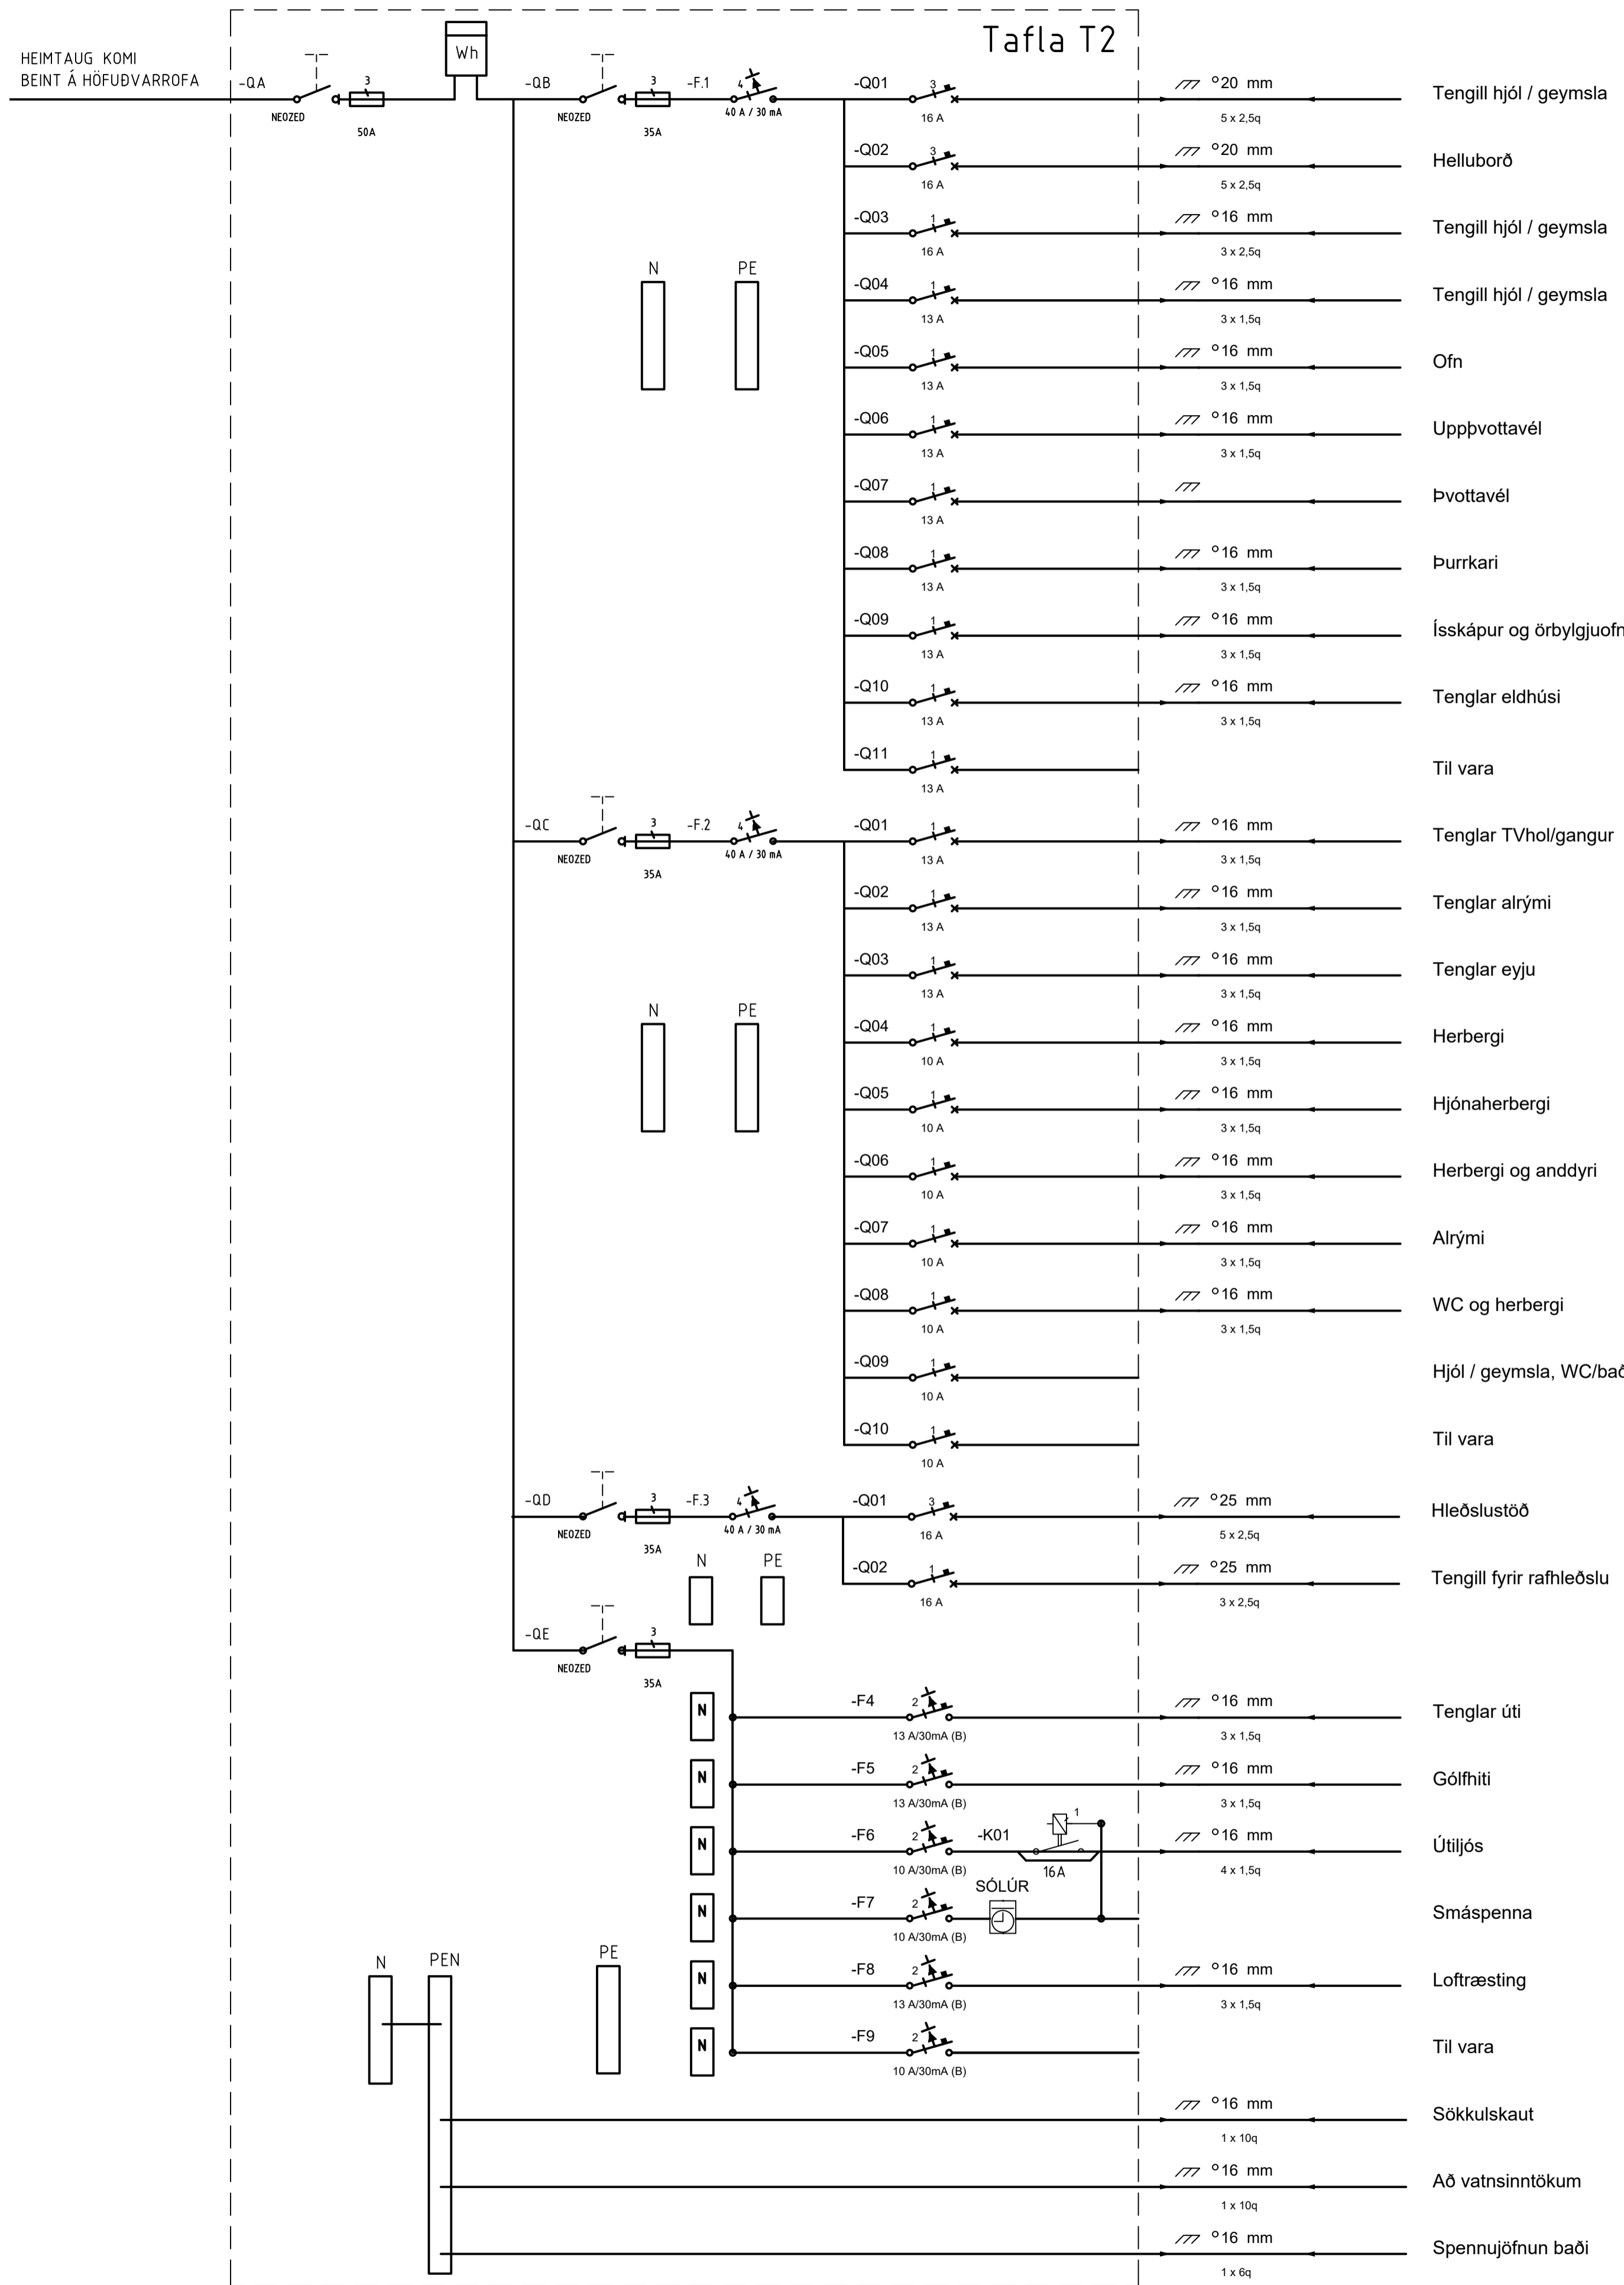 Tafla T2
HEIMTAUG KOMI
BEINT Á HÖFUÐVARROFA
-QA
NEOZED
3
50A
Wh
-QB
NEOZED
3
35A
-F.1
4
40 A / 30 mA
-Q01 3 16 A °20 mm 5 x 2,5q Tengill hjól / geymsla
-Q02 3 16 A °20 mm 5 x 2,5q Helluborð
-Q03 1 16 A °16 mm 3 x 2,5q Tengill hjól / geymsla
N PE
-Q04 1 13 A °16 mm 3 x 1,5q Tengill hjól / geymsla
-Q05 1 13 A °16 mm 3 x 1,5q Ofn
-Q06 1 13 A °16 mm 3 x 1,5q Uppþvottavél
-Q07 1 13 A Þvottavél
-Q08 1 13 A °16 mm 3 x 1,5q Þurrkari
-Q09 1 13 A °16 mm 3 x 1,5q Ísskápur og örbylgjuofn
-Q10 1 13 A °16 mm 3 x 1,5q Tenglar eldhúsi
-Q11 1 13 A Til vara
-QC
NEOZED
3
35A
-F.2
4
40 A / 30 mA
-Q01 1 13 A °16 mm 3 x 1,5q Tenglar TVhol/gangur
-Q02 1 13 A °16 mm 3 x 1,5q Tenglar alrými
-Q03 1 13 A °16 mm 3 x 1,5q Tenglar eyju
N PE
-Q04 1 10 A °16 mm 3 x 1,5q Herbergi
-Q05 1 10 A °16 mm 3 x 1,5q Hjónaherbergi
-Q06 1 10 A °16 mm 3 x 1,5q Herbergi og anddyri
-Q07 1 10 A °16 mm 3 x 1,5q Alrými
-Q08 1 10 A °16 mm 3 x 1,5q WC og herbergi
-Q09 1 10 A Hjól / geymsla, WC/bað
-Q10 1 10 A Til vara
-QD
NEOZED
3
35A
-F.3
4
40 A / 30 mA
-Q01 3 16 A °25 mm 5 x 2,5q Hleðslustöð
N PE
-Q02 1 16 A °25 mm 3 x 2,5q Tengill fyrir rafhleðslu
-QE
NEOZED
3
35A
N -F4 2 13 A/30mA (B) °16 mm 3 x 1,5q Tenglar úti
N -F5 2 13 A/30mA (B) °16 mm 3 x 1,5q Gólfhiti
N -F6 2 10 A/30mA (B) -K01 1 16A °16 mm 4 x 1,5q Útiljós
N -F7 2 10 A/30mA (B) SÓLÚR Smáspenna
N PEN PE
N -F8 2 13 A/30mA (B) °16 mm 3 x 1,5q Loftræsting
N -F9 2 10 A/30mA (B) Til vara
°16 mm 1 x 10q Sökkulskaut
°16 mm 1 x 10q Að vatnsinntökum
°16 mm 1 x 6q Spennujöfnun baði